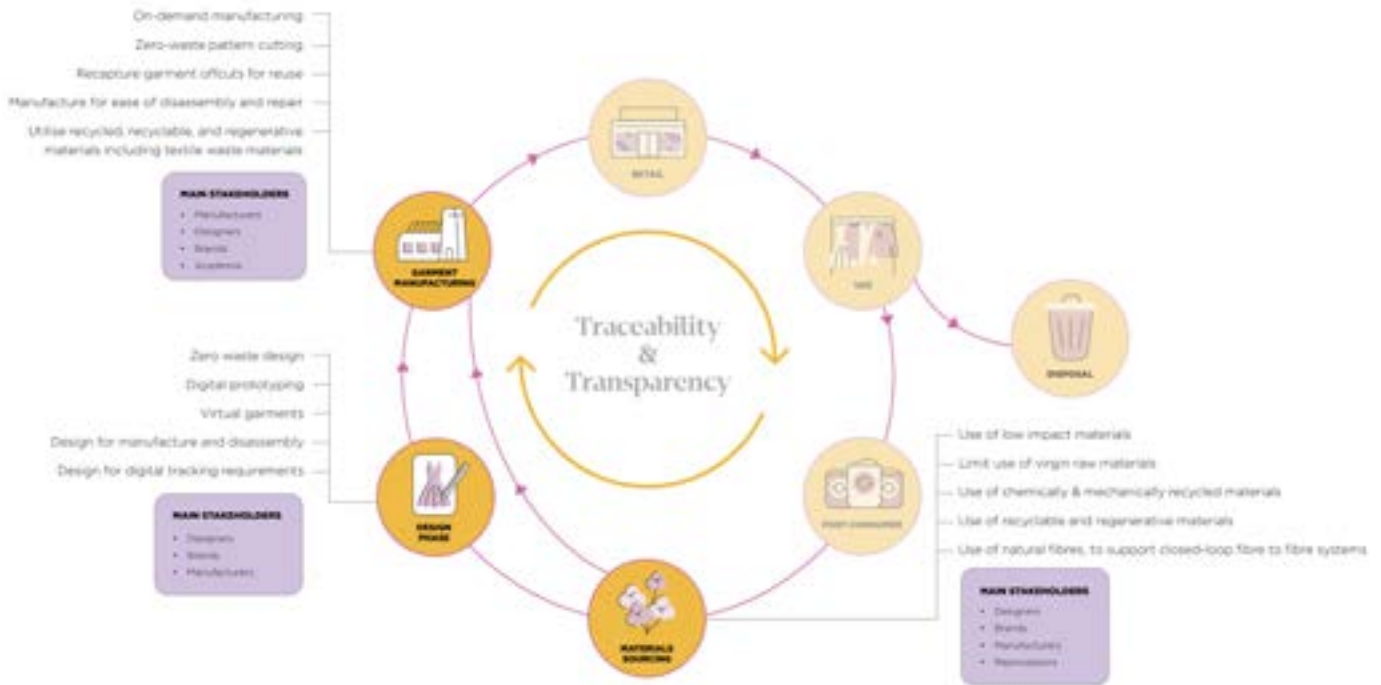 On-demand manufacturing
Zero-waste pattern cutting
Recapture garment offcuts for reuse
Manufacture for ease of disassembly and repair
Utilise recycled, recyclable, and regenerative
materials including textile waste materials
MAIN STAKEHOLDERS
• Manufacturers
• Designers
• Brands
• Academia
GARMENT
MANUFACTURING
RETAIL
USE
DISPOSAL
Traceability
&
Transparency
Zero waste design
Digital prototyping
Virtual garments
Design for manufacture and disassembly
Design for digital tracking requirements
MAIN STAKEHOLDERS
• Designers
• Brands
• Manufacturers
DESIGN
PHASE
POST-CONSUMER
MATERIALS
SOURCING
Use of low impact materials
Limit use of virgin raw materials
Use of chemically & mechanically recycled materials
Use of recyclable and regenerative materials
Use of natural fibres, to support closed-loop fibre to fibre systems
MAIN STAKEHOLDERS
• Designers
• Brands
• Manufacturers